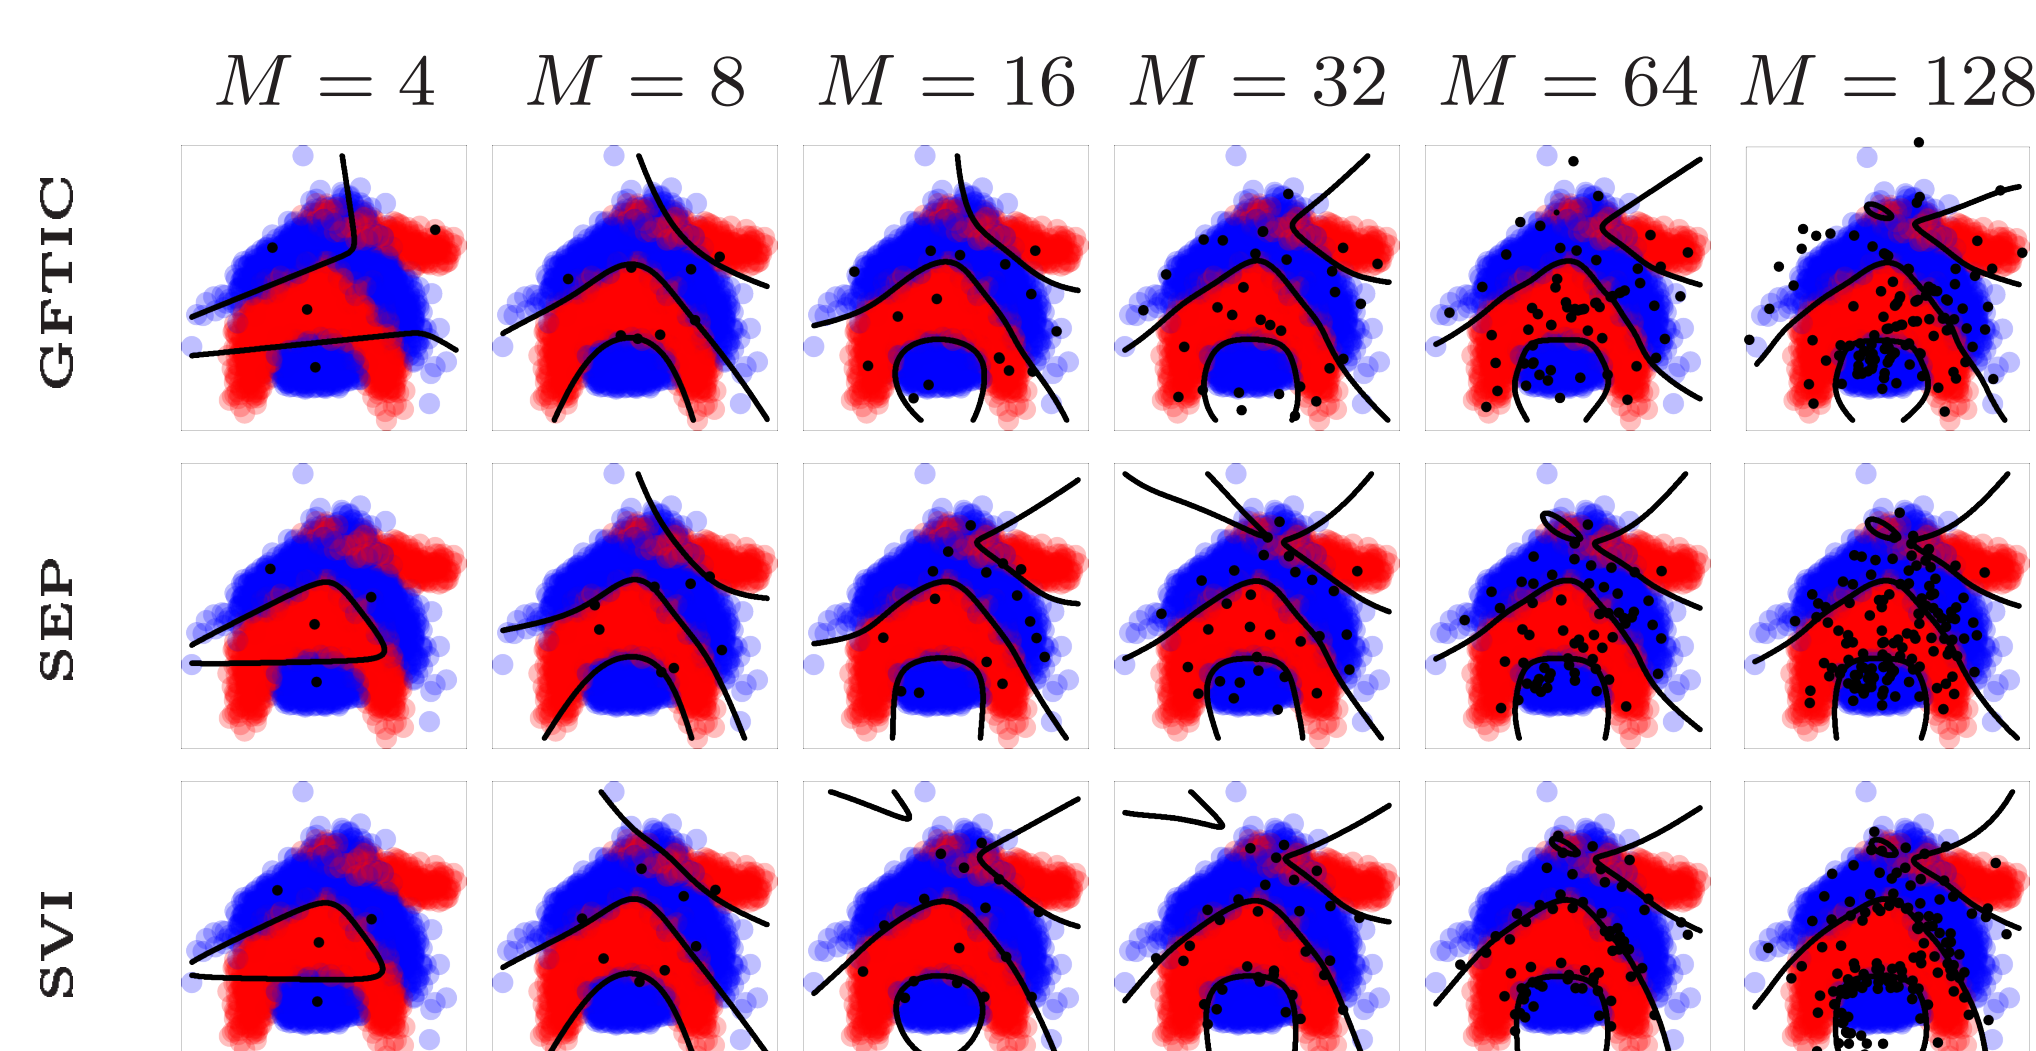 M = 4 M = 8 M = 16 M = 32 M = 64 M = 128
GFTIC
SEP
SVI